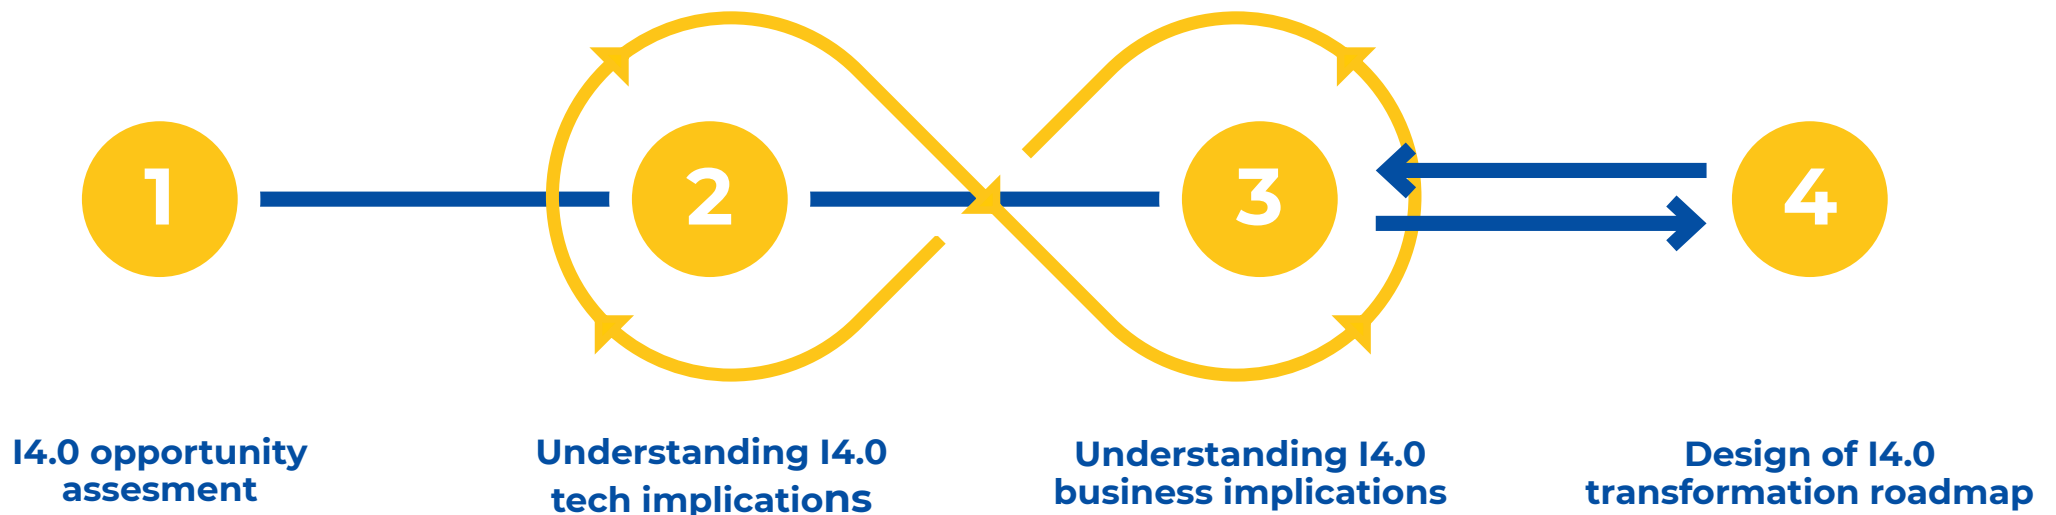 1
2
3
4
I4.0 opportunity
assesment
Understanding I4.0
tech implications
Understanding I4.0
business implications
Design of I4.0
transformation roadmap